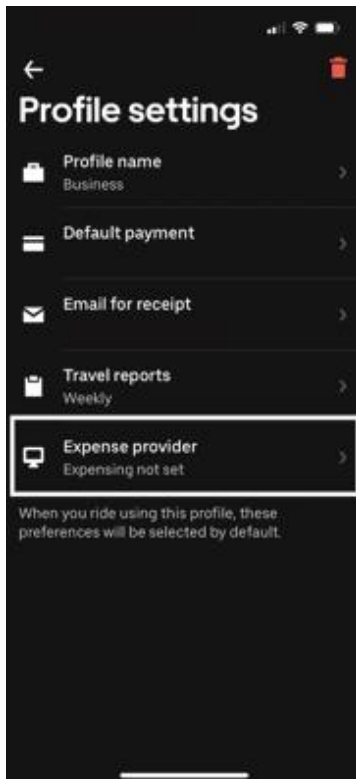 Profile settings
Profile name
Business
Default payment
Email for receipt
Travel reports
Weekly
Expense provider
Expensing not set
When you ride using this profile, these
preferences will be selected by default.